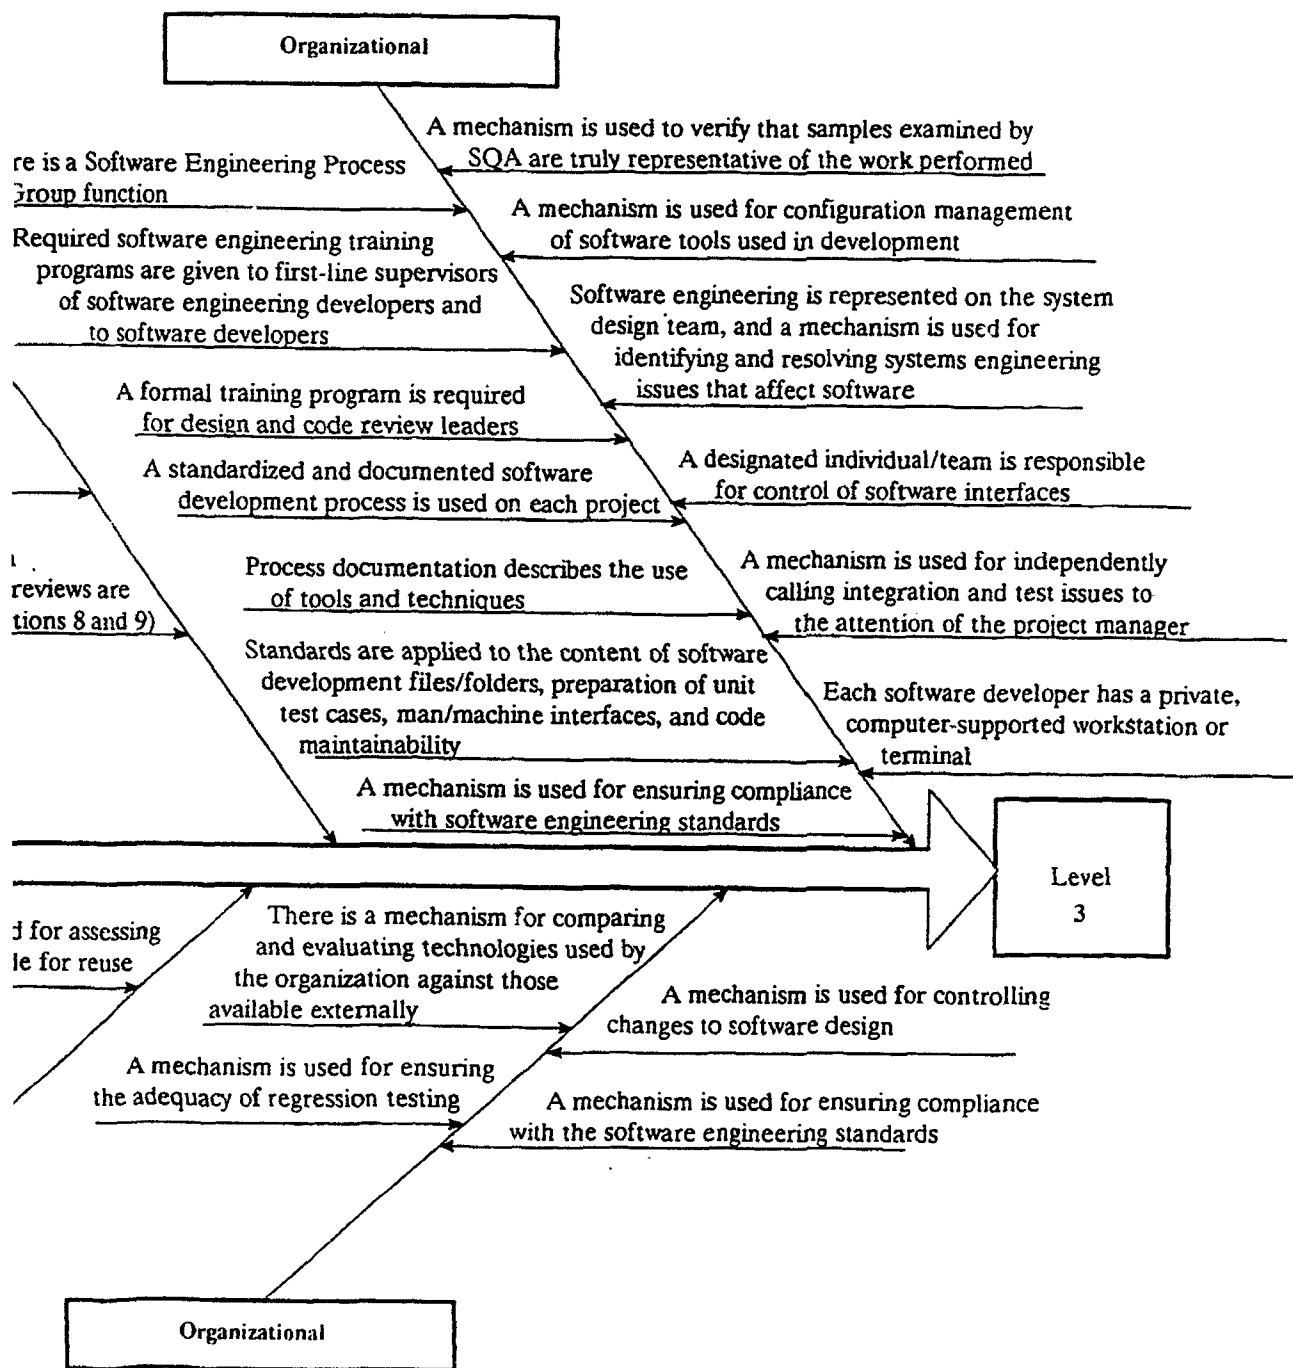 Organizational
A mechanism is used to verify that samples examined by
SQA are truly representative of the work performed
re is a Software Engineering Process
Group function
A mechanism is used for configuration management
of software tools used in development
Required software engineering training
programs are given to first-line supervisors
of software engineering developers and
to software developers
Software engineering is represented on the system
design team, and a mechanism is used for
identifying and resolving systems engineering
issues that affect software
A formal training program is required
for design and code review leaders
A standardized and documented software
development process is used on each project
A designated individual/team is responsible
for control of software interfaces
reviews are
tions 8 and 9)
Process documentation describes the use
of tools and techniques
A mechanism is used for independently
calling integration and test issues to
the attention of the project manager
Standards are applied to the content of software
development files/folders, preparation of unit
test cases, man/machine interfaces, and code
maintainability
Each software developer has a private,
computer-supported workstation or
terminal
A mechanism is used for ensuring compliance
with software engineering standards
Level
3
d for assessing
le for reuse
There is a mechanism for comparing
and evaluating technologies used by
the organization against those
available externally
A mechanism is used for controlling
changes to software design
A mechanism is used for ensuring
the adequacy of regression testing
A mechanism is used for ensuring compliance
with the software engineering standards
Organizational